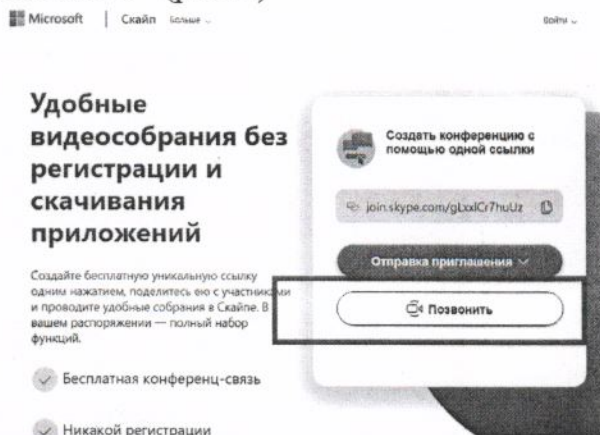 Microsoft | Скайп Больше
Войти
Удобные
видеособрания без
регистрации и
скачивания
приложений
Создайте бесплатную уникальную ссылку
одним нажатием, поделитесь ею с участниками
и проводите удобные собрания в Скайпе. В
вашем распоряжении — полный набор
функций.
Бесплатная конференц-связь
Никакой регистрации
Создать конференцию с
помощью одной ссылки
join.skype.com/gLxxlCr7huUz
Отправка приглашения
Позвонить